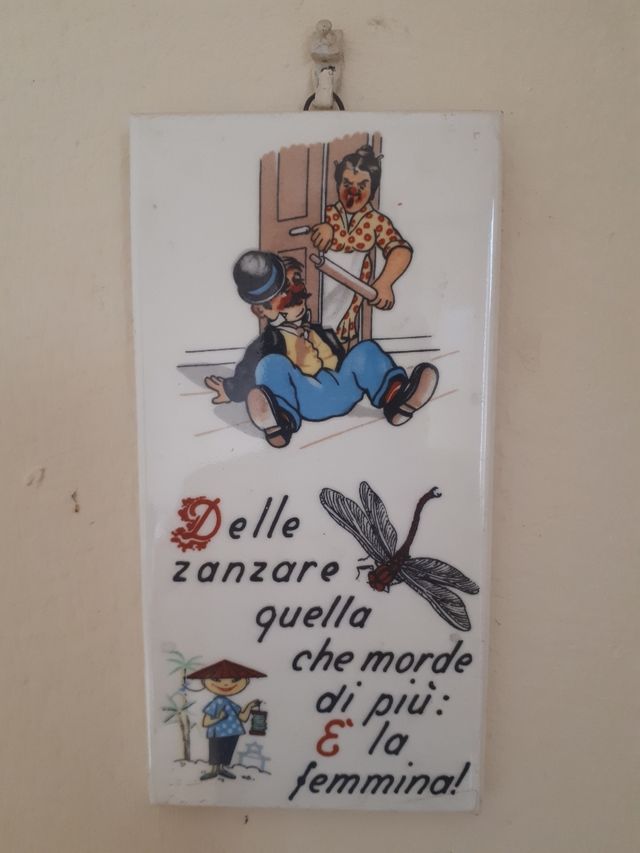 Delle
zanzare
quella
che morde
di più:
E' la
femmina!